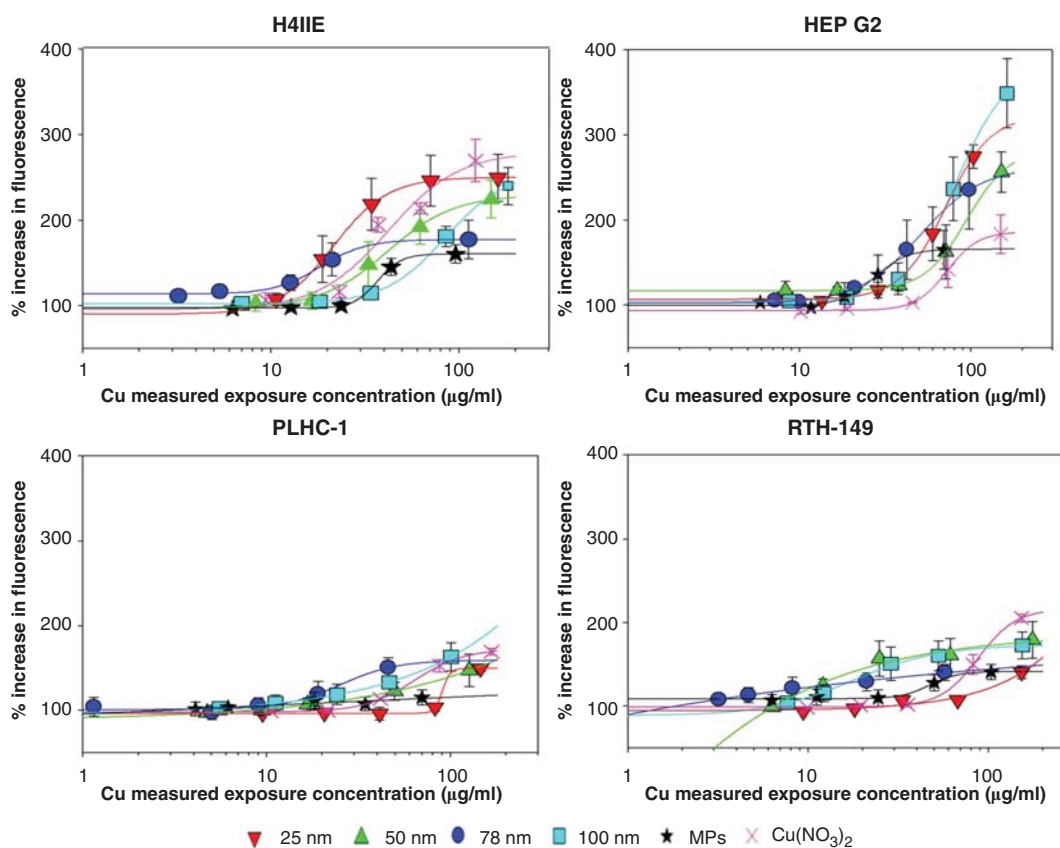 H4IIE
HEP G2
% increase in fluorescence
400
300
200
100
1
10
100
Cu measured exposure concentration (µg/ml)
% increase in fluorescence
400
300
200
100
1
10
100
Cu measured exposure concentration (µg/ml)
PLHC-1
RTH-149
% increase in fluorescence
400
300
200
100
1
10
100
Cu measured exposure concentration (µg/ml)
% increase in fluorescence
400
300
200
100
1
10
100
Cu measured exposure concentration (µg/ml)
25 nm 50 nm 78 nm 100 nm MPs Cu(NO₃)₂